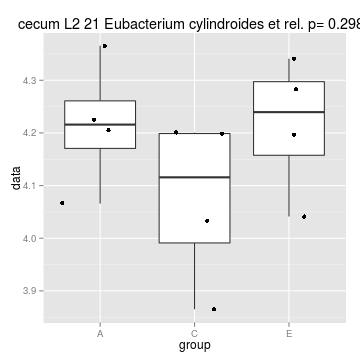 cecum L2 21 Eubacterium cylindroides et rel. p= 0.298
data
4.3
4.2
4.1
4.0
3.9
A
C
E
group